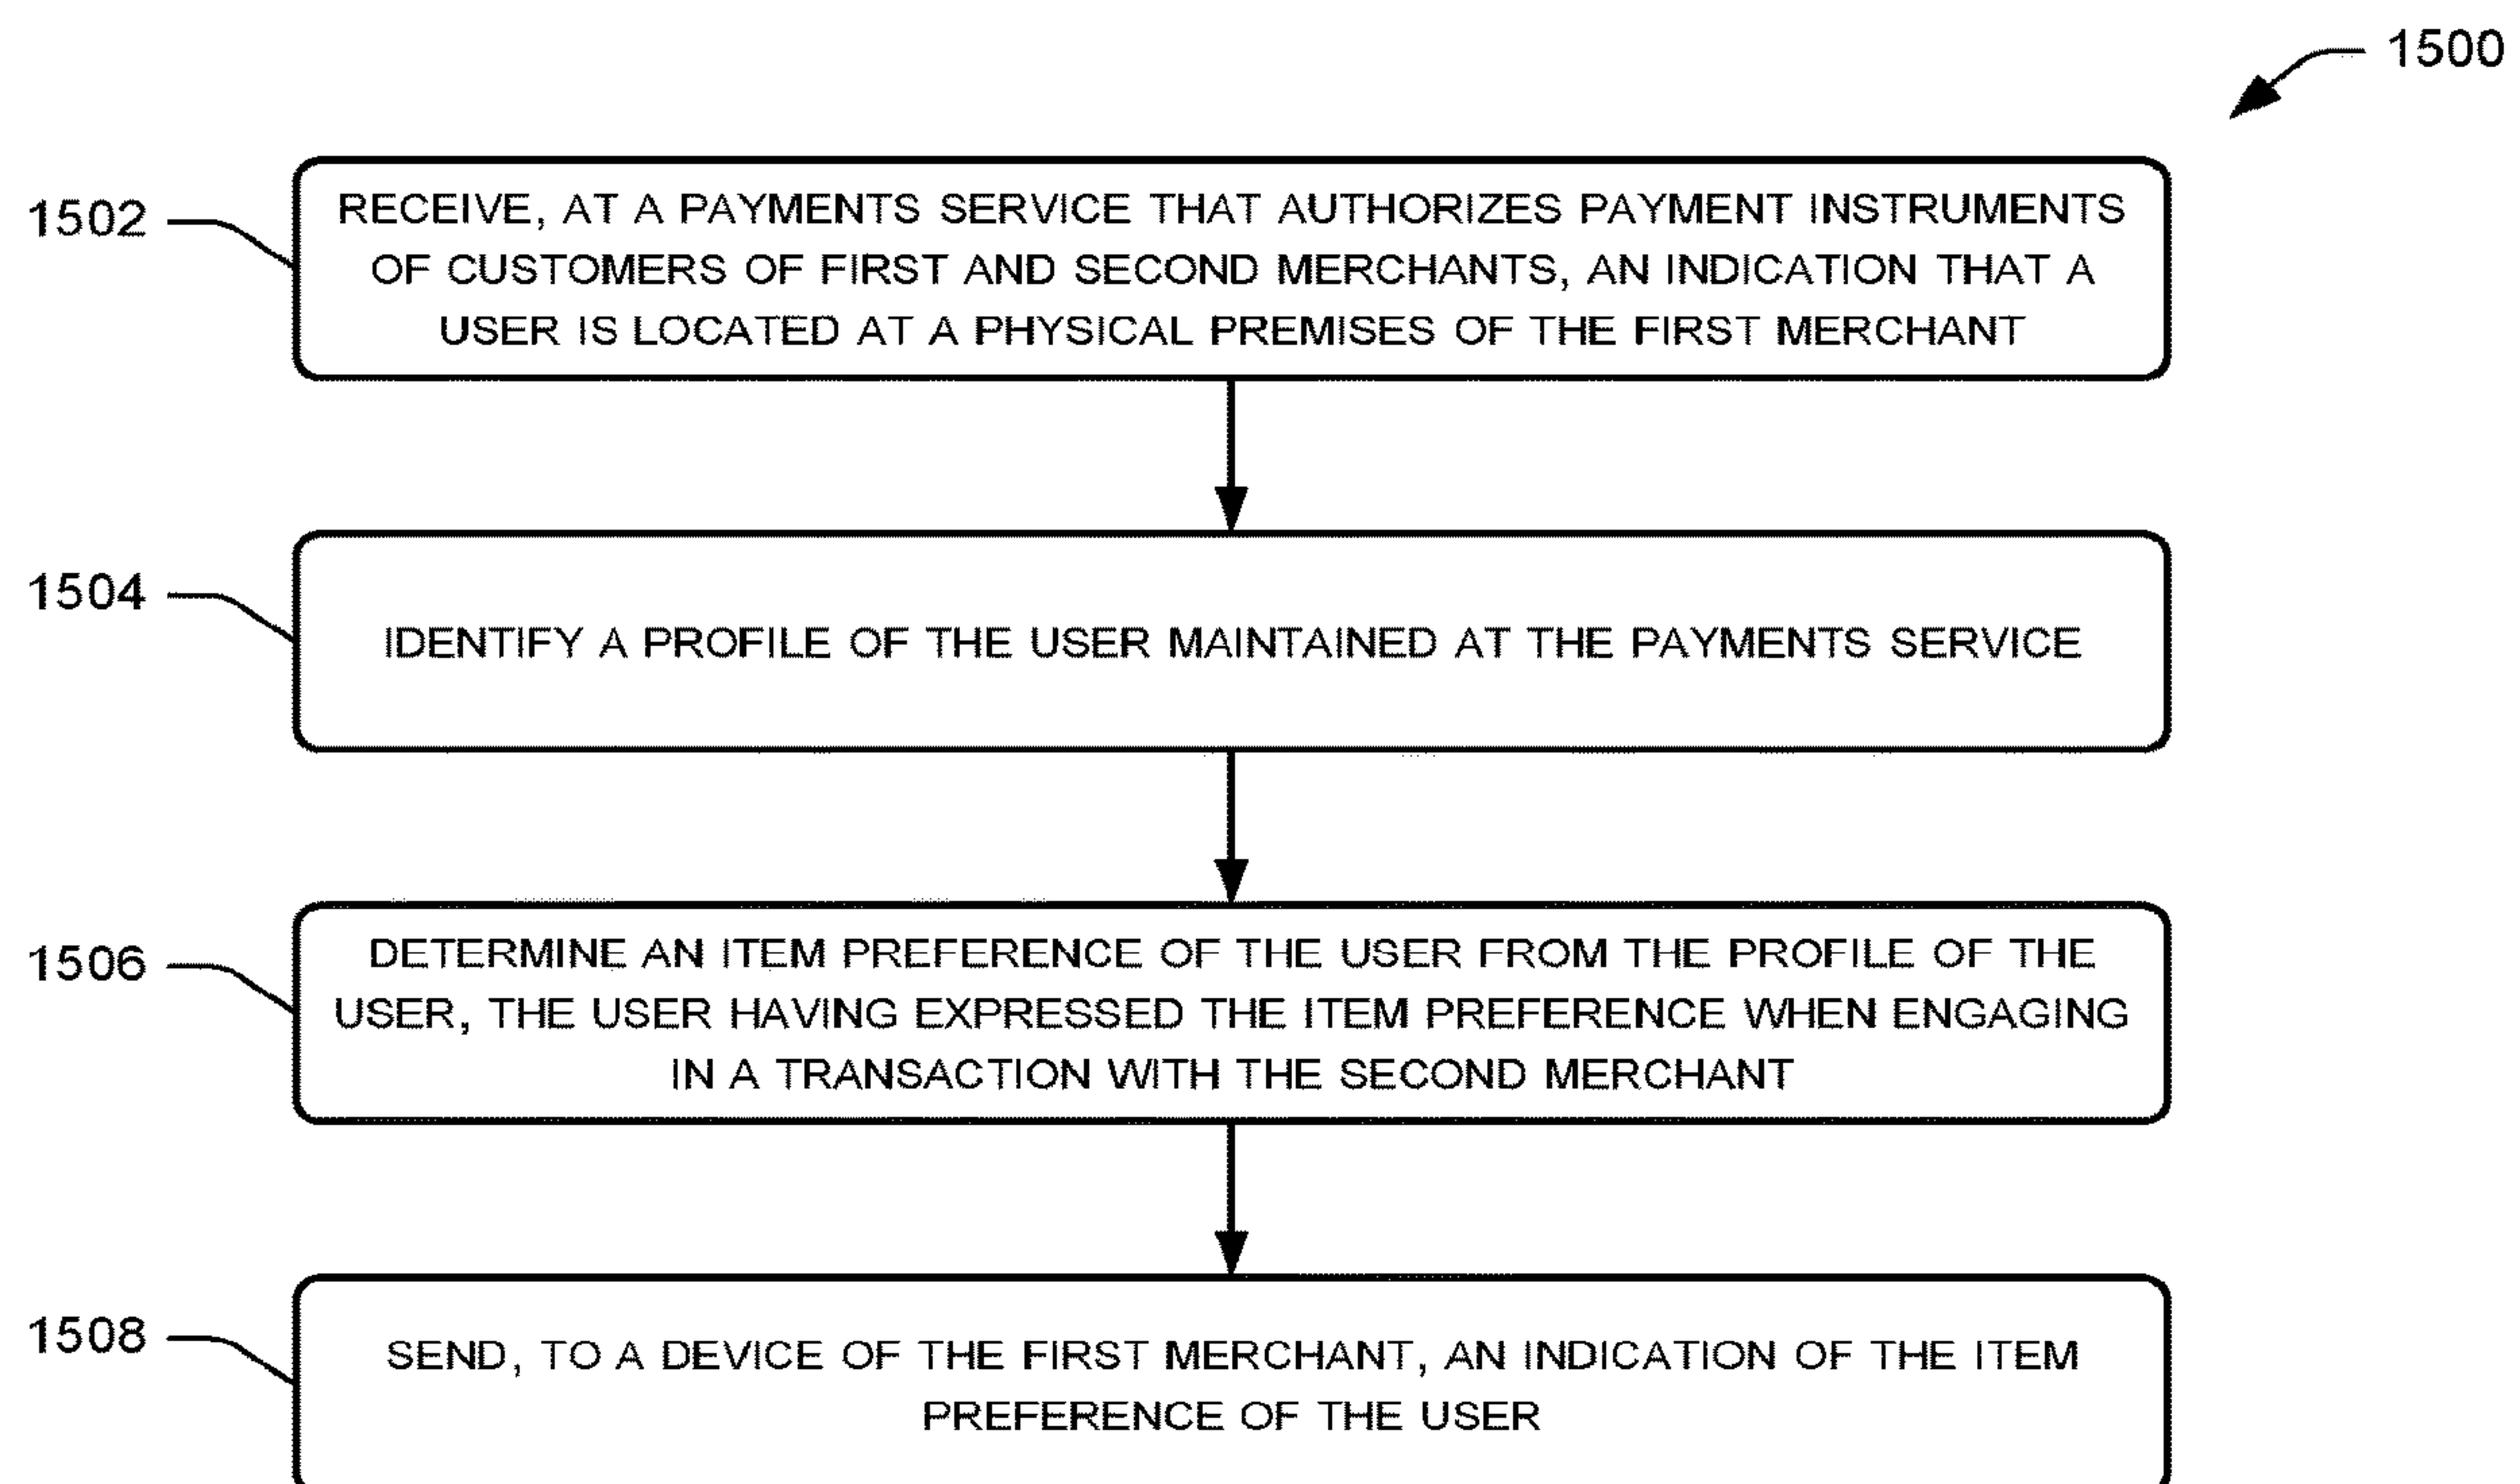 1500
1502
RECEIVE, AT A PAYMENTS SERVICE THAT AUTHORIZES PAYMENT INSTRUMENTS
OF CUSTOMERS OF FIRST AND SECOND MERCHANTS, AN INDICATION THAT A
USER IS LOCATED AT A PHYSICAL PREMISES OF THE FIRST MERCHANT
1504
IDENTIFY A PROFILE OF THE USER MAINTAINED AT THE PAYMENTS SERVICE
1506
DETERMINE AN ITEM PREFERENCE OF THE USER FROM THE PROFILE OF THE
USER, THE USER HAVING EXPRESSED THE ITEM PREFERENCE WHEN ENGAGING
IN A TRANSACTION WITH THE SECOND MERCHANT
1508
SEND, TO A DEVICE OF THE FIRST MERCHANT, AN INDICATION OF THE ITEM
PREFERENCE OF THE USER